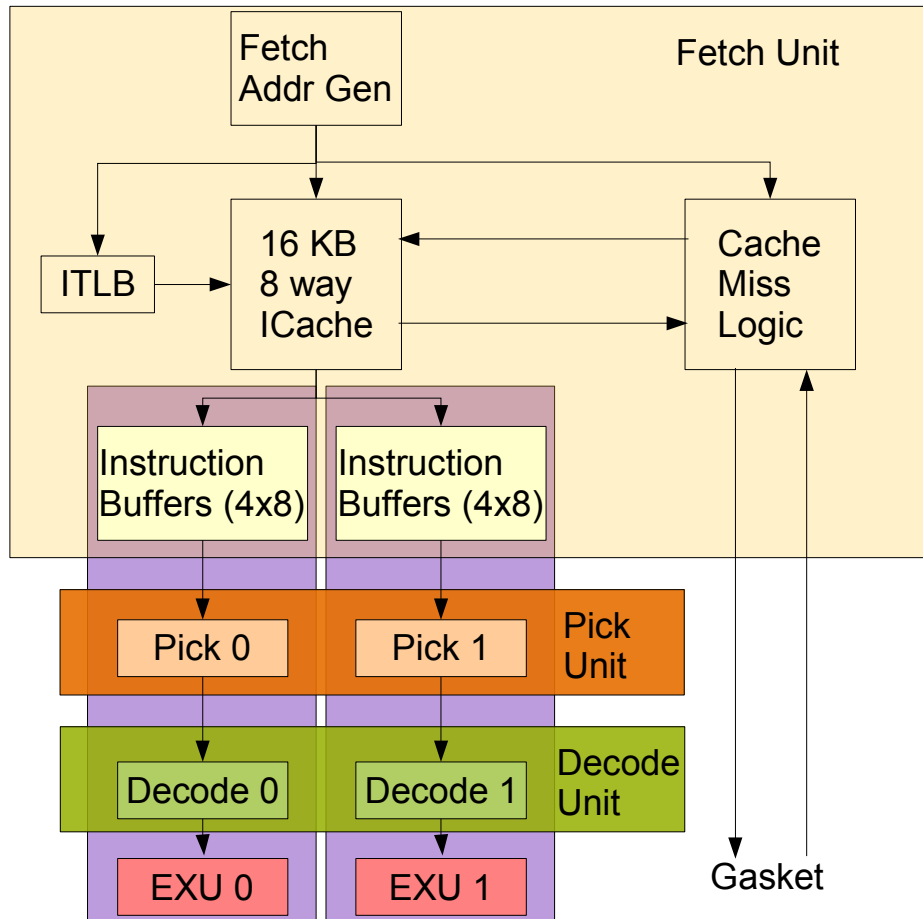 Fetch
Addr Gen
Fetch Unit
ITLB
16 KB
8 way
ICache
Cache
Miss
Logic
Instruction
Buffers (4x8)
Instruction
Buffers (4x8)
Pick 0
Pick 1
Pick
Unit
Decode 0
Decode 1
Decode
Unit
EXU 0
EXU 1
Gasket